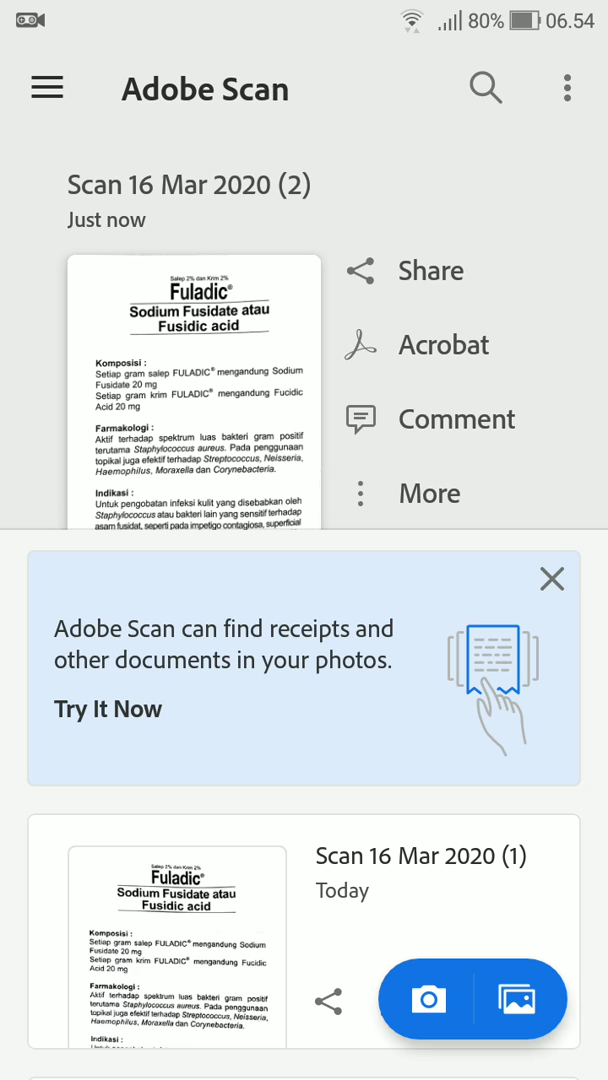 80% 06.54
Adobe Scan
Scan 16 Mar 2020 (2)
Just now
Salep 2% dan Krim 2%
Fuladic®
Sodium Fusidate atau
Fusidic acid
Komposisi :
Setiap gram salep FULADIC® mengandung Sodium
Fusidate 20 mg
Setiap gram krim FULADIC® mengandung Fucidic
Acid 20 mg
Farmakologi :
Aktif terhadap spektrum luas bakteri gram positif
terutama Staphylococcus aureus. Pada penggunaan
topikal juga efektif terhadap Streptococcus, Neisseria,
Haemophilus, Moraxella dan Corynebacteria.
Indikasi :
Untuk pengobatan infeksi kulit yang disebabkan oleh
Staphylococcus atau bakteri lain yang sensitif terhadap
asam fusidat, seperti pada impetigo contagiosa, superficial
Share
Acrobat
Comment
More
Adobe Scan can find receipts and
other documents in your photos.
Try It Now
Salep 2% dan Krim 2%
Fuladic®
Sodium Fusidate atau
Fusidic acid
Komposisi :
Setiap gram salep FULADIC® mengandung Sodium
Fusidate 20 mg
Setiap gram krim FULADIC® mengandung Fucidic
Acid 20 mg
Farmakologi :
Aktif terhadap spektrum luas bakteri gram positif
terutama Staphylococcus aureus. Pada penggunaan
topikal juga efektif terhadap Streptococcus, Neisseria,
Haemophilus, Moraxella dan Corynebacteria.
Indikasi :
Scan 16 Mar 2020 (1)
Today